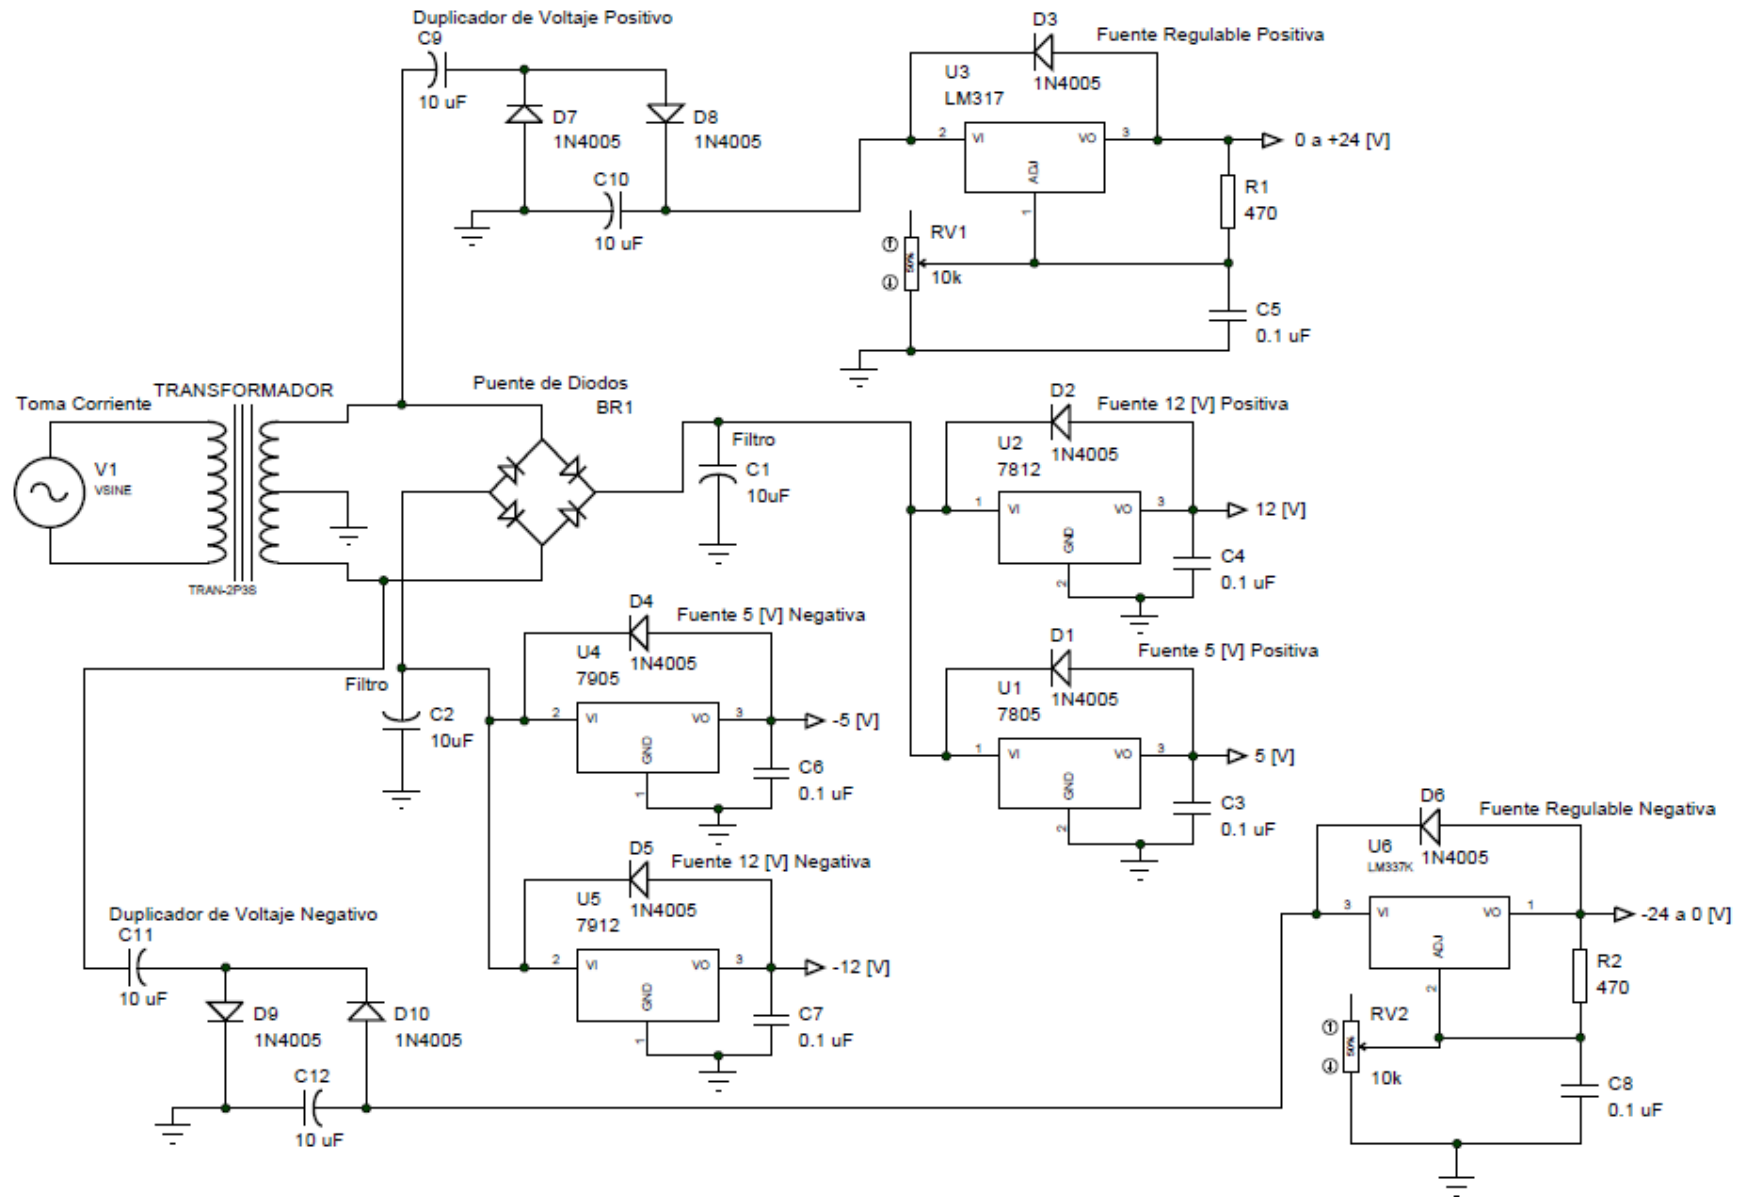 Duplicador de Voltaje Positivo
C9
10 uF
D7
1N4005
D8
1N4005
C10
10 uF
D3
1N4005
Fuente Regulable Positiva
U3
LM317
2
VI
VO
3
ADJ
1
0 a +24 [V]
R1
470
RV1
50%
10k
C5
0.1 uF
Toma Corriente
TRANSFORMADOR
V1
VSINE
TRAN-2P3S
Puente de Diodos
BR1
Filtro
C1
10uF
D2
1N4005
Fuente 12 [V] Positiva
U2
7812
1
VI
VO
3
GND
2
12 [V]
C4
0.1 uF
D4
1N4005
Fuente 5 [V] Negativa
U4
7905
2
VI
VO
3
GND
1
-5 [V]
C6
0.1 uF
Filtro
C2
10uF
D1
1N4005
Fuente 5 [V] Positiva
U1
7805
1
VI
VO
3
GND
2
5 [V]
C3
0.1 uF
D5
1N4005
Fuente 12 [V] Negativa
U5
7912
2
VI
VO
3
GND
1
-12 [V]
C7
0.1 uF
Duplicador de Voltaje Negativo
C11
10 uF
D9
1N4005
D10
1N4005
C12
10 uF
D6
1N4005
Fuente Regulable Negativa
U6
LM337K
3
VI
VO
1
ADJ
2
-24 a 0 [V]
R2
470
RV2
50%
10k
C8
0.1 uF